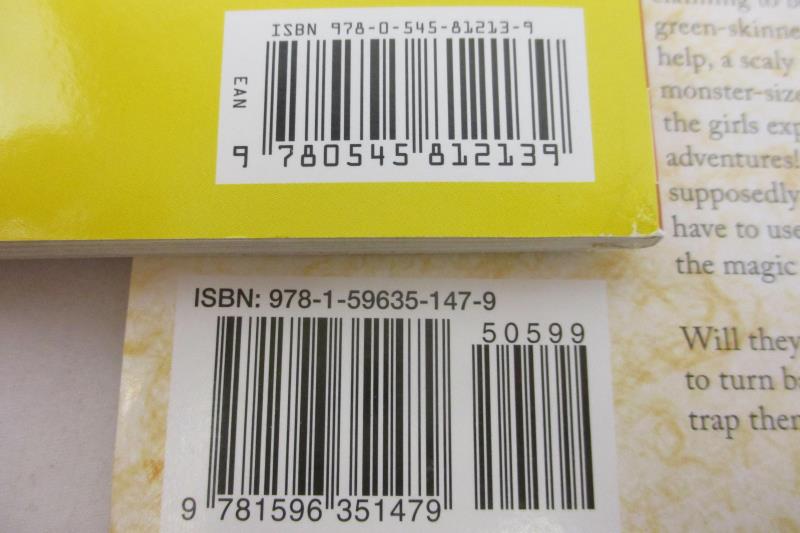 ISBN 978-0-545-81213-9
EAN
9 780545 812139
green-skinne
help, a scaly
monster-size
the girls exp
adventures!
supposedly
have to use
the magic
Will they
to turn b
trap then
ISBN: 978-1-59635-147-9
50599
9 781596 351479